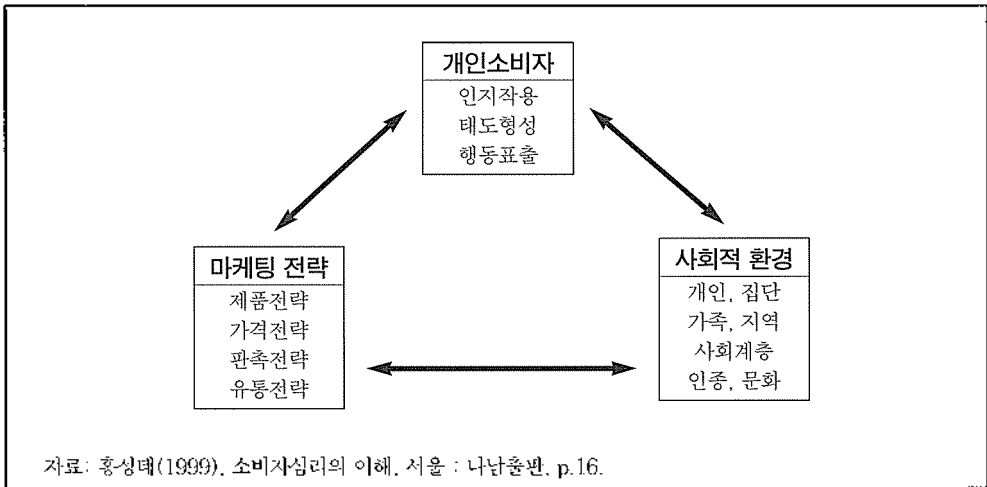 개인소비자
인지작용
태도형성
행동표출
마케팅 전략
제품전략
가격전략
판촉전략
유통전략
사회적 환경
개인, 집단
가족, 지역
사회계층
인종, 문화
자료: 홍성태(1999), 소비자심리의 이해, 서울 : 나남출판, p.16.